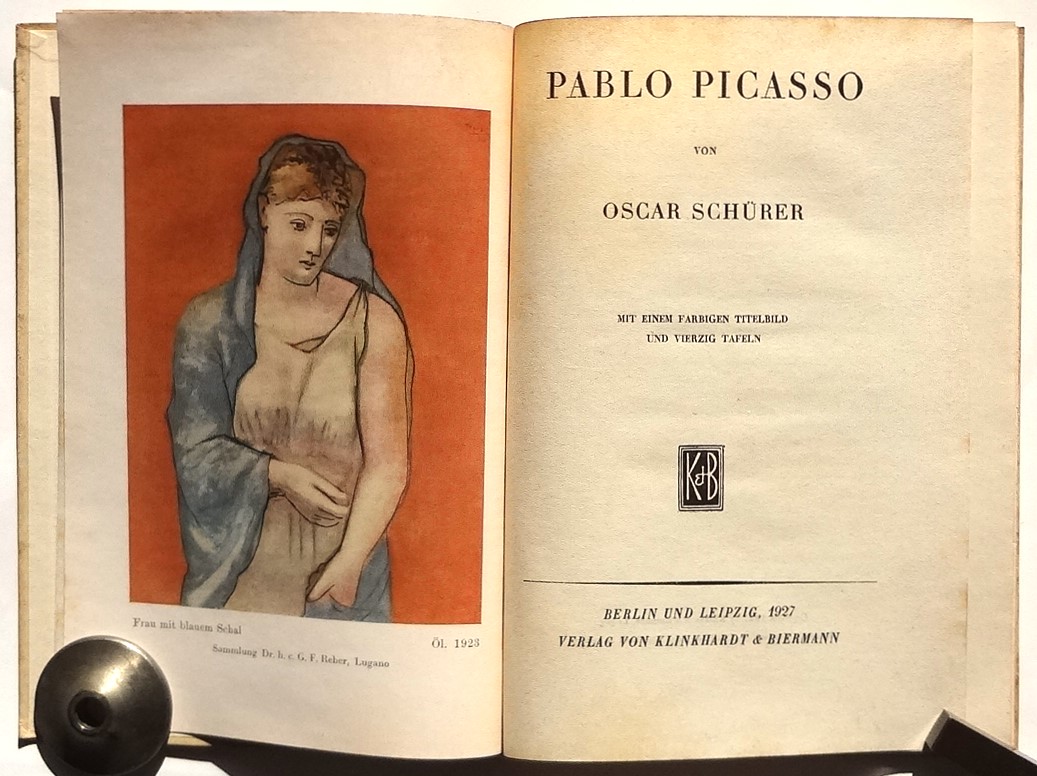 Frau mit blauem Schal
Öl. 1923
Sammlung Dr. h. c. G. F. Reber, Lugano
PABLO PICASSO
VON
OSCAR SCHÜRER
MIT EINEM FARBIGEN TITELBILD
UND VIERZIG TAFELN
K & B
BERLIN UND LEIPZIG, 1927
VERLAG VON KLINKHARDT & BIERMANN